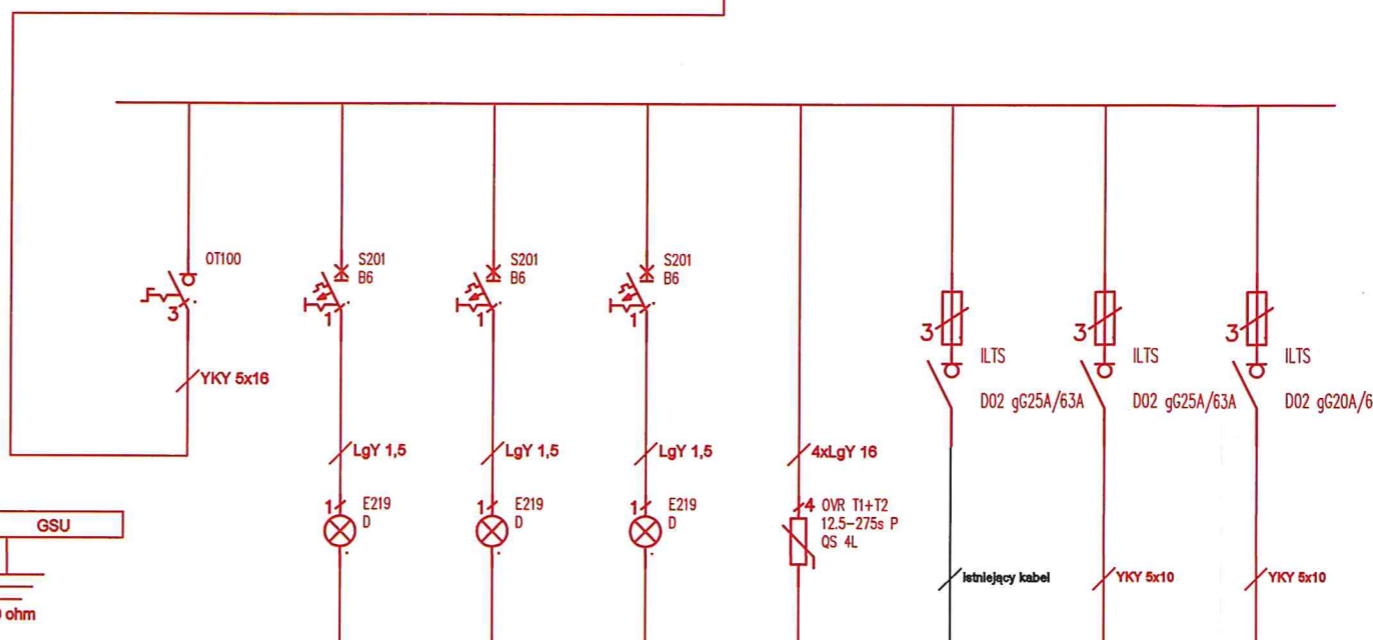 OT100
3
YKY 5x16
S201
B6
1
LgY 1,5
1 E219
D
S201
B6
1
LgY 1,5
1 E219
D
S201
B6
1
LgY 1,5
1 E219
D
4xLgY 16
4 OVR T1+T2
12.5-275s P
QS 4L
3
ILTS
D02 gG25A/63A
istniejący kabel
3
ILTS
D02 gG25A/63A
YKY 5x10
3
ILTS
D02 gG20A/6
YKY 5x10
GSU
ohm